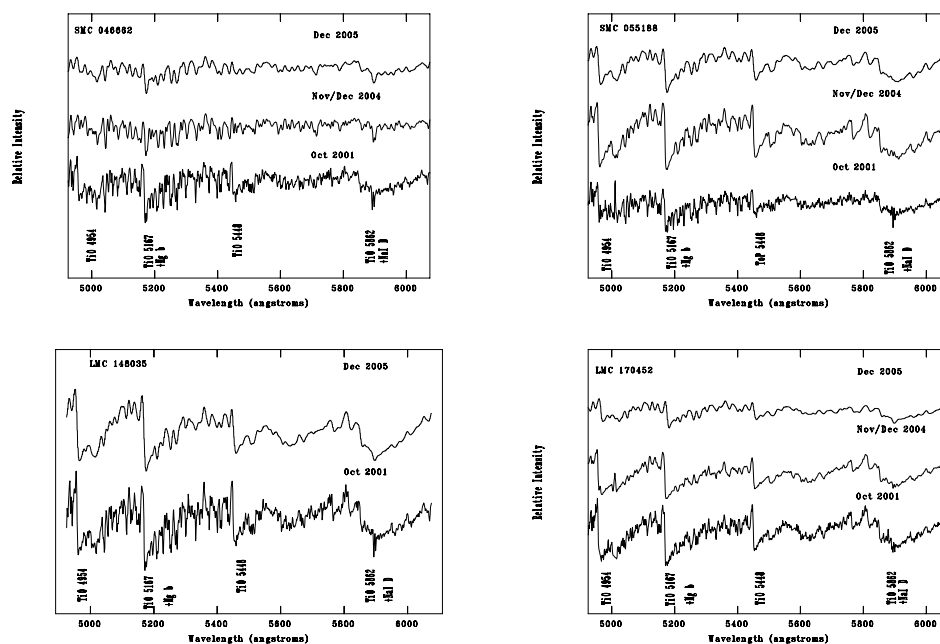 SMC 046662
Dec 2005
Nov/Dec 2004
Oct 2001
Relative Intensity
TiO 4954
TiO 5167
+Mg b
TiO 5448
TiO 5862
+NaI D
5000 5200 5400 5600 5800 6000
Wavelength (angstroms)
SMC 055188
Dec 2005
Nov/Dec 2004
Oct 2001
Relative Intensity
TiO 4954
TiO 5167
+Mg b
ToP 5448
TiO 5862
+NaI D
5000 5200 5400 5600 5800 6000
Wavelength (angstroms)
LMC 148035
Dec 2005
Oct 2001
TiO 4954
TiO 5167
+Mg b
TiO 5448
TiO 5862
+NaI D
5000 5200 5400 5600 5800 6000
Wavelength (angstroms)
LMC 170452
Dec 2005
Nov/Dec 2004
Oct 2001
Relative Intensity
TiO 4954
TiO 5167
+Mg b
TiO 5448
TiO 5862
+NaI D
5000 5200 5400 5600 5800 6000
Wavelength (angstroms)